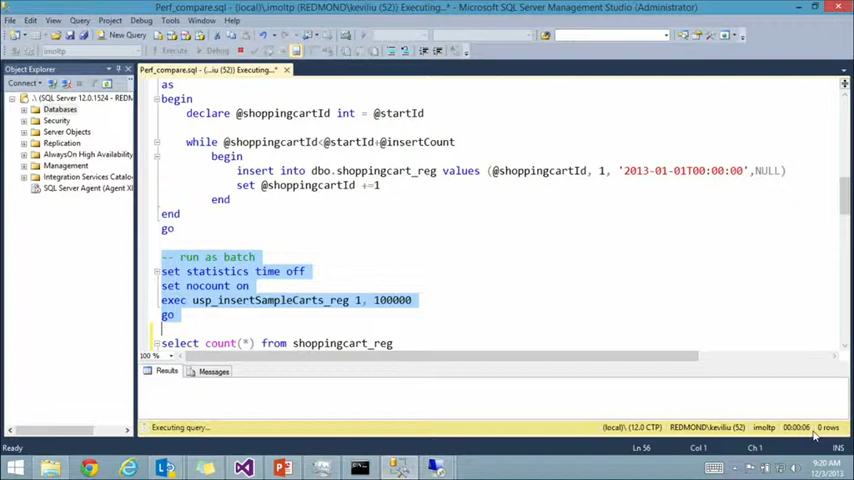 Perf_compare.sql - (local)\.imoltp (REDMOND\keviliu (52)) Executing...* - Microsoft SQL Server Management Studio (Administrator)
File Edit View Query Project Debug Tools Window Help
New Query
imoltp Execute Debug
Object Explorer
Perf_compare.sql - (...iu (52)) Executing...*
Connect
.\ (SQL Server 12.0.1524 - REDM
Databases
Security
Server Objects
Replication
AlwaysOn High Availability
Management
Integration Services Catalo
SQL Server Agent (Agent XI
as
begin
declare @shoppingcartId int = @startId
while @shoppingcartId<@startId+@insertCount
begin
insert into dbo.shoppingcart_reg values (@shoppingcartId, 1, '2013-01-01T00:00:00',NULL)
set @shoppingcartId +=1
end
end
go
-- run as batch
set statistics time off
set nocount on
exec usp_insertSampleCarts_reg 1, 100000
go
select count(*) from shoppingcart_reg
100 %
Results Messages
Executing query... (local)\ (12.0 CTP) REDMOND\keviliu (52) imoltp 00:00:06 0 rows
Ready Ln 56 Col 1 Ch 1 INS
9:20 AM
12/3/2013